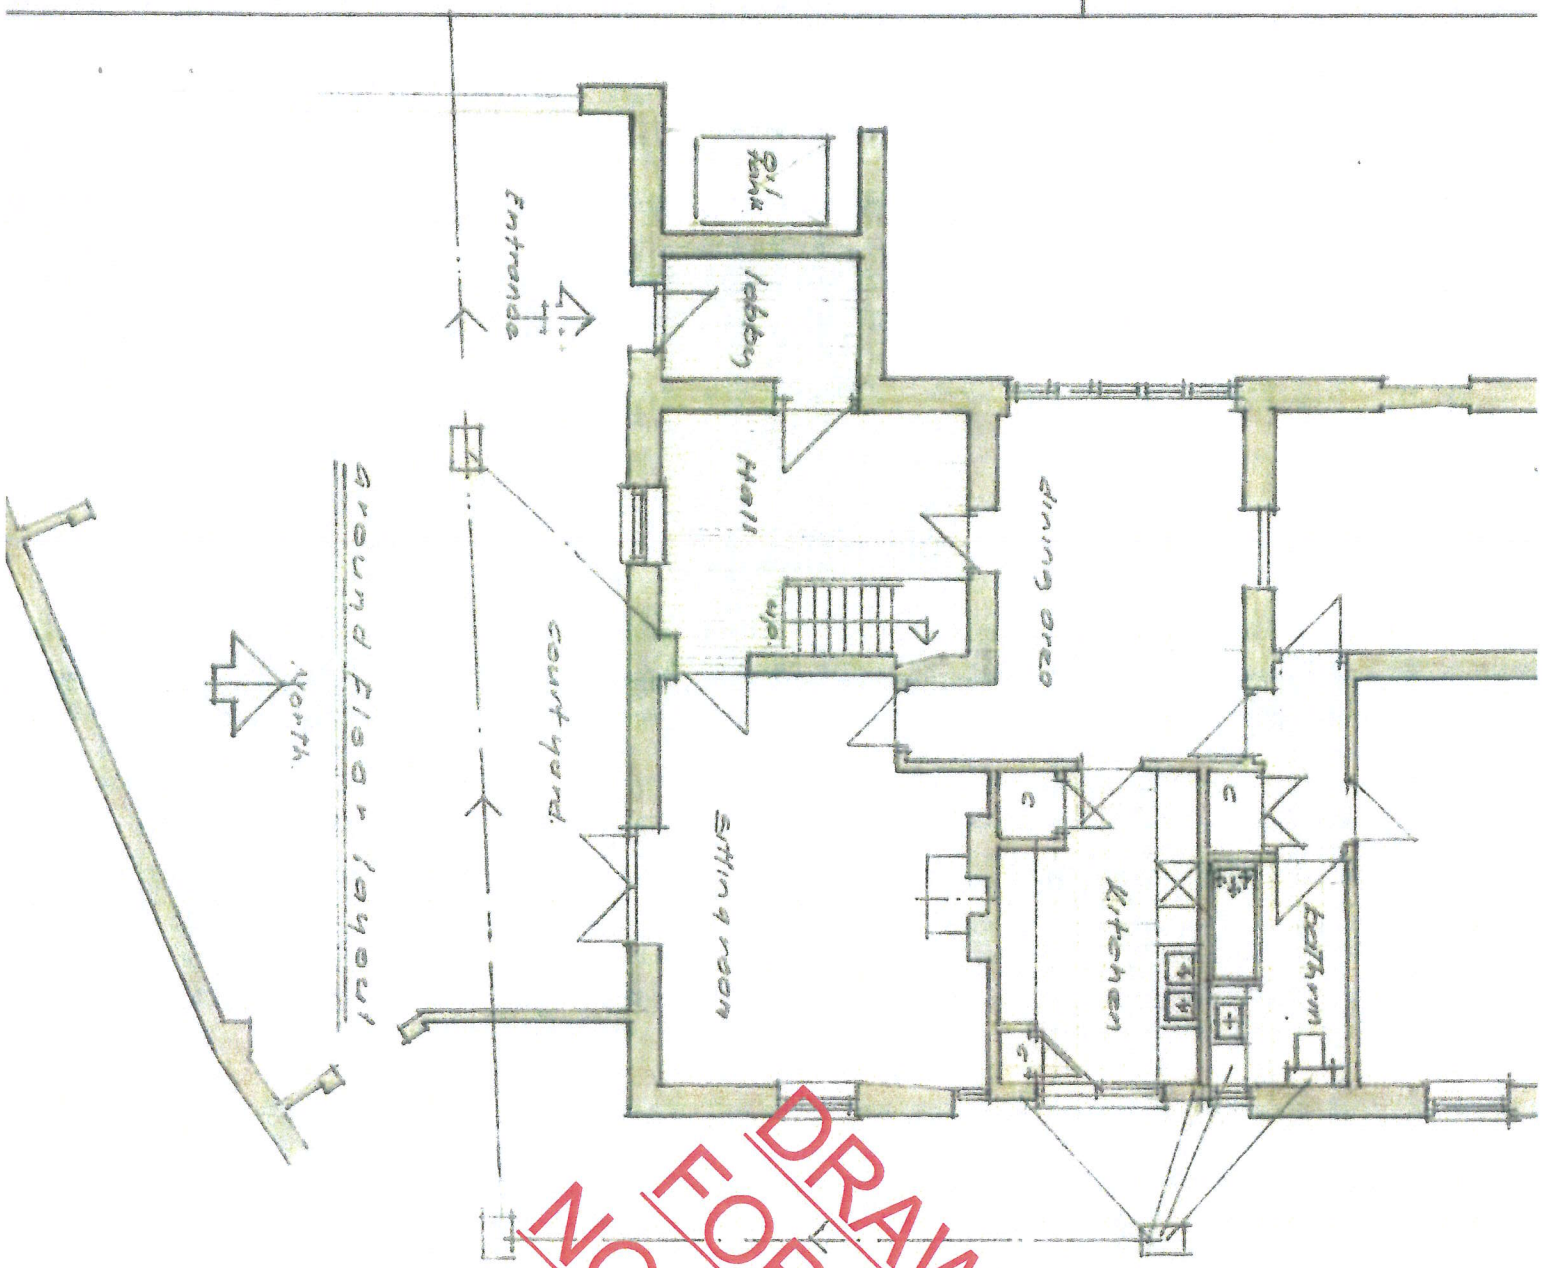 Oil
Tank
lobby
Entrance
Hall
up.
dining area
courtyard.
North.
Ground Floor layout
sitting room
C
kitchen
C
C
bathrm
DRAW
FOR
NO